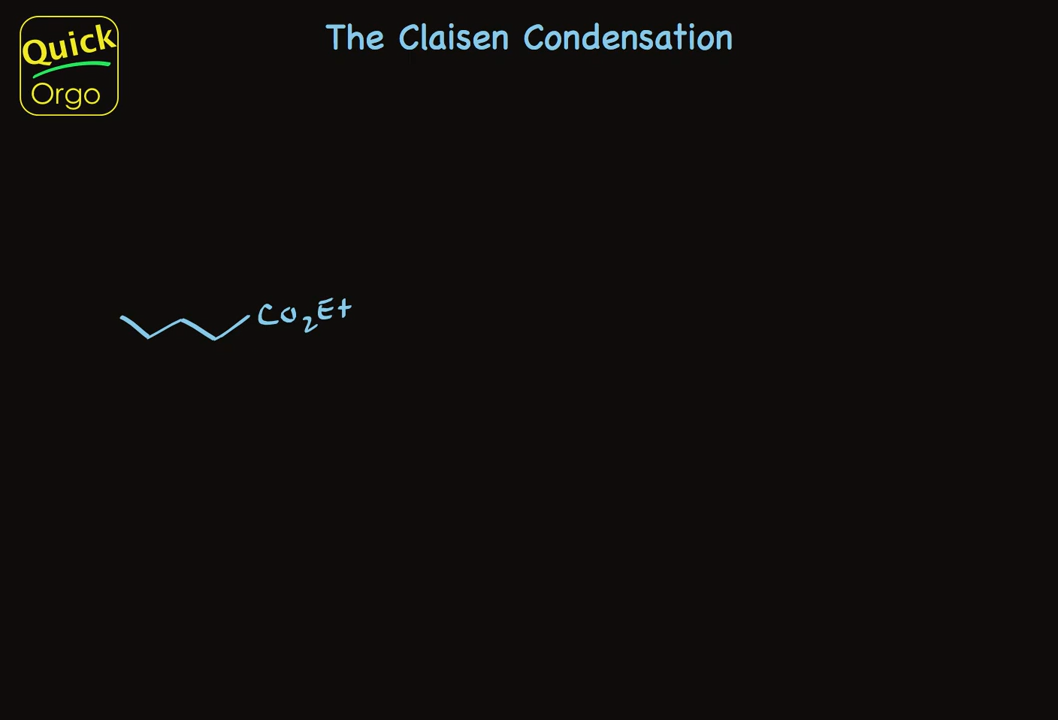 Quick
Orgo
The Claisen Condensation
CO₂Et